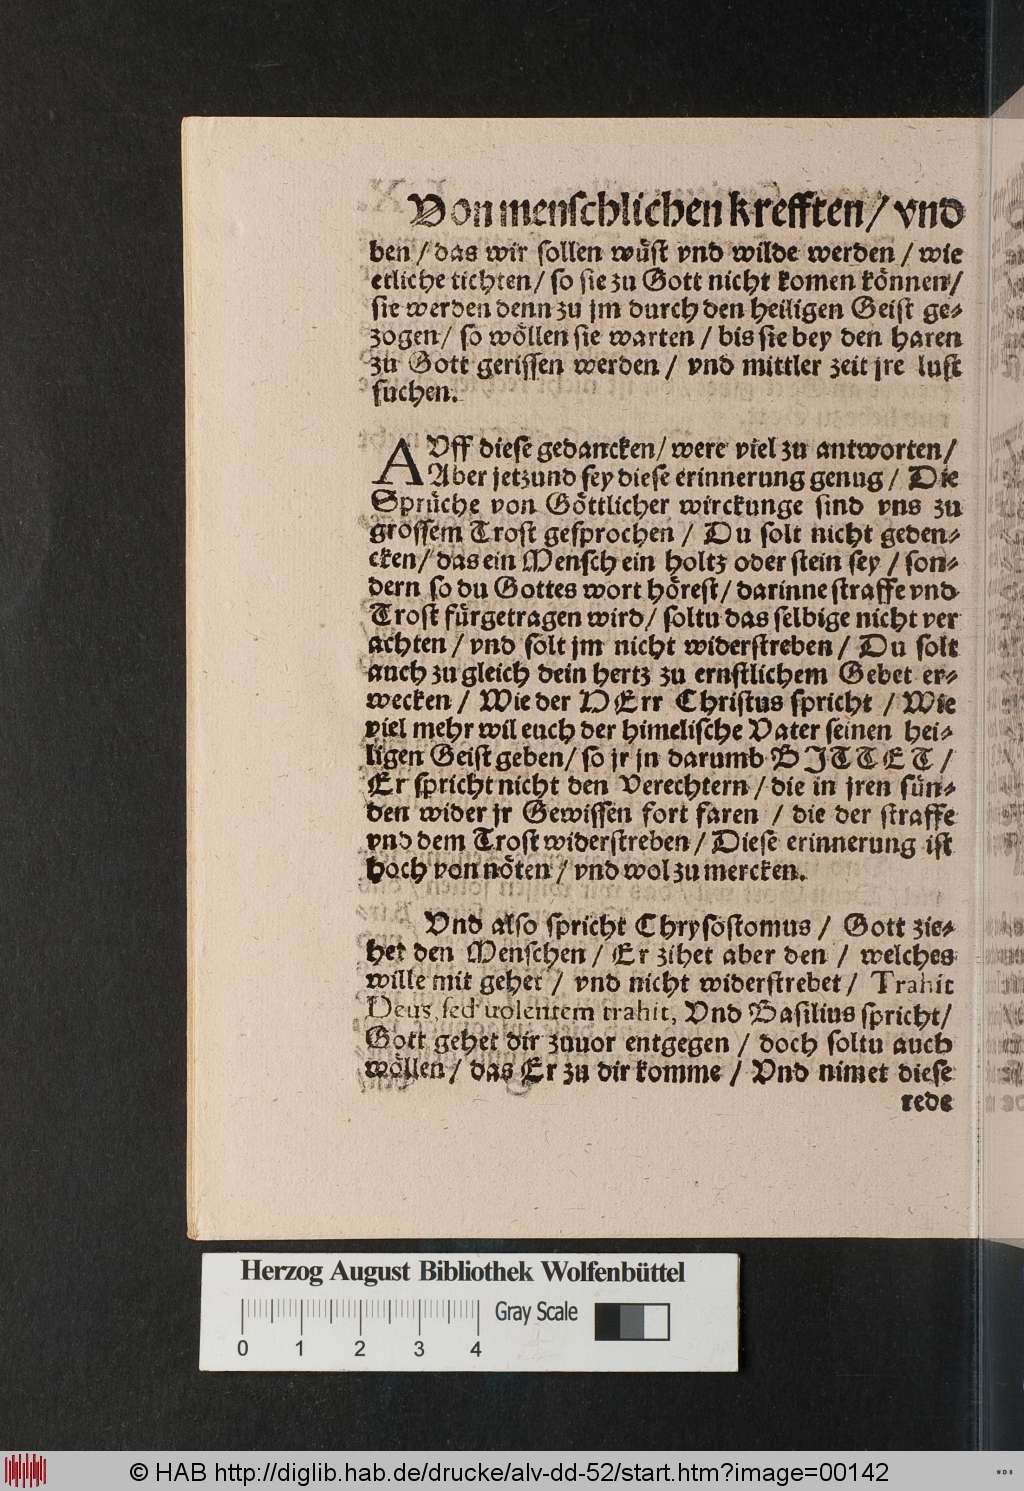 Von menschlichen krefften / vnd
ben / das wir sollen wüst vnd wilde werden / wie
etliche tichten / so sie zu Gott nicht komen können /
sie werden denn zu jm durch den heiligen Geist ge-
zogen / so wöllen sie warten / bis sie bey den haren
zu Gott gerissen werden / vnd mittler zeit jre lust
suchen.
AUff diese gedancken / were viel zu antworten /
Aber jetzund sey diese erinnerung genug / Die
Sprüche von Göttlicher wirckunge sind vns zu
grossem Trost gesprochen / Du solt nicht geden-
cken / das ein Mensch ein holtz oder stein sey / son-
dern so du Gottes wort hörest / darinne straffe vnd
Trost fürgetragen wird / soltu das selbige nicht ver
achten / vnd solt jm nicht widerstreben / Du solt
auch zu gleich dein hertz zu ernstlichem Gebet er-
wecken / Wie der HErr Christus spricht / Wie
viel mehr wil euch der himelische Vater seinen hei-
ligen Geist geben / so jr jn darumb BITTET /
Er spricht nicht den Verechtern / die in jren sün-
den wider jr Gewissen fort faren / die der straffe
vnd dem Trost widerstreben / Diese erinnerung ist
hoch von nöten / vnd wol zu mercken.
Vnd also spricht Chrysostomus / Gott zie-
het den Menschen / Er zihet aber den / welches
wille mit gehet / vnd nicht widerstrebet / Trahit
Deus, sed uolentem trahit, Vnd Basilius spricht /
Gott gehet dir zuuor entgegen / doch soltu auch
wöllen / das Er zu dir komme / Vnd nimet diese
rede
Herzog August Bibliothek Wolfenbüttel
Gray Scale
0 1 2 3 4
© HAB http://diglib.hab.de/drucke/alv-dd-52/start.htm?image=00142